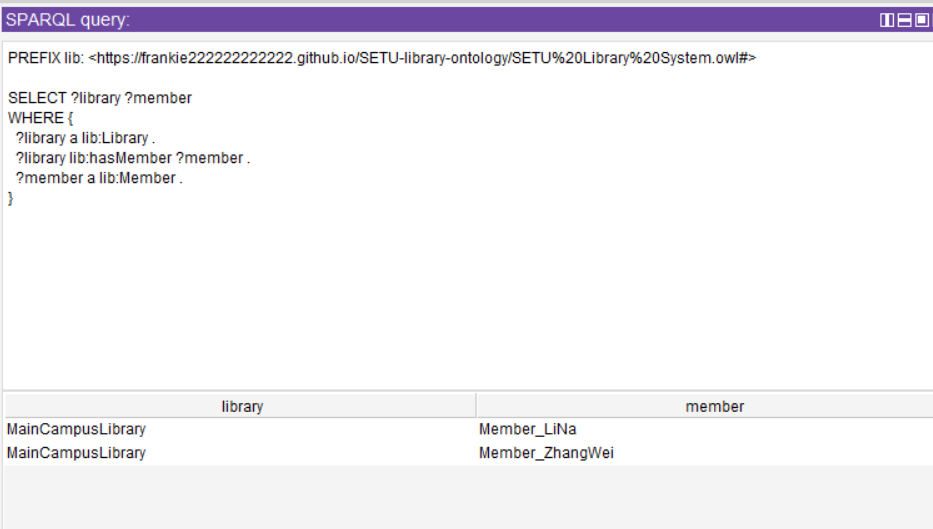 SPARQL query:
PREFIX lib: <https://frankie222222222222.github.io/SETU-library-ontology/SETU%20Library%20System.owl#>
SELECT ?library ?member
WHERE {
?library a lib:Library .
?library lib:hasMember ?member .
?member a lib:Member .
}
library member
MainCampusLibrary Member_LiNa
MainCampusLibrary Member_ZhangWei